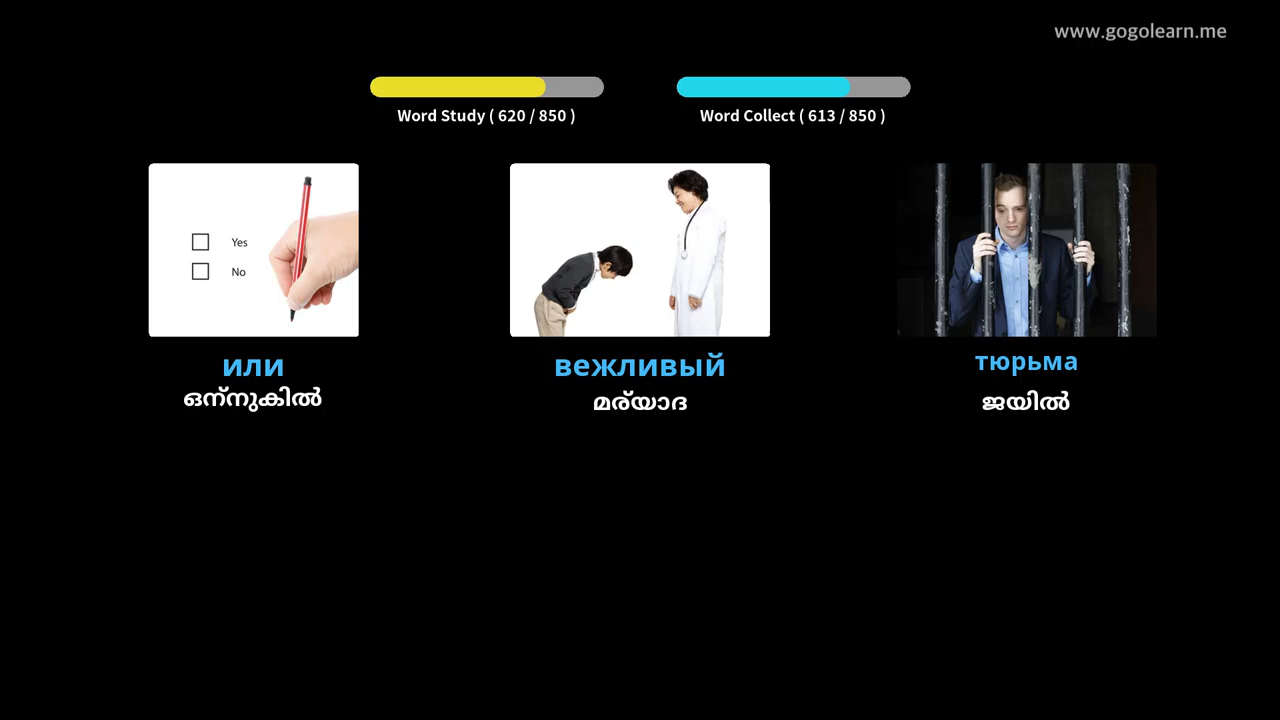 www.gogolearn.me
Word Study ( 620 / 850 )
Word Collect ( 613 / 850 )
Yes
No
или
ഒന്നുകിൽ
вежливый
മര്യാദ
тюрьма
ജയിൽ